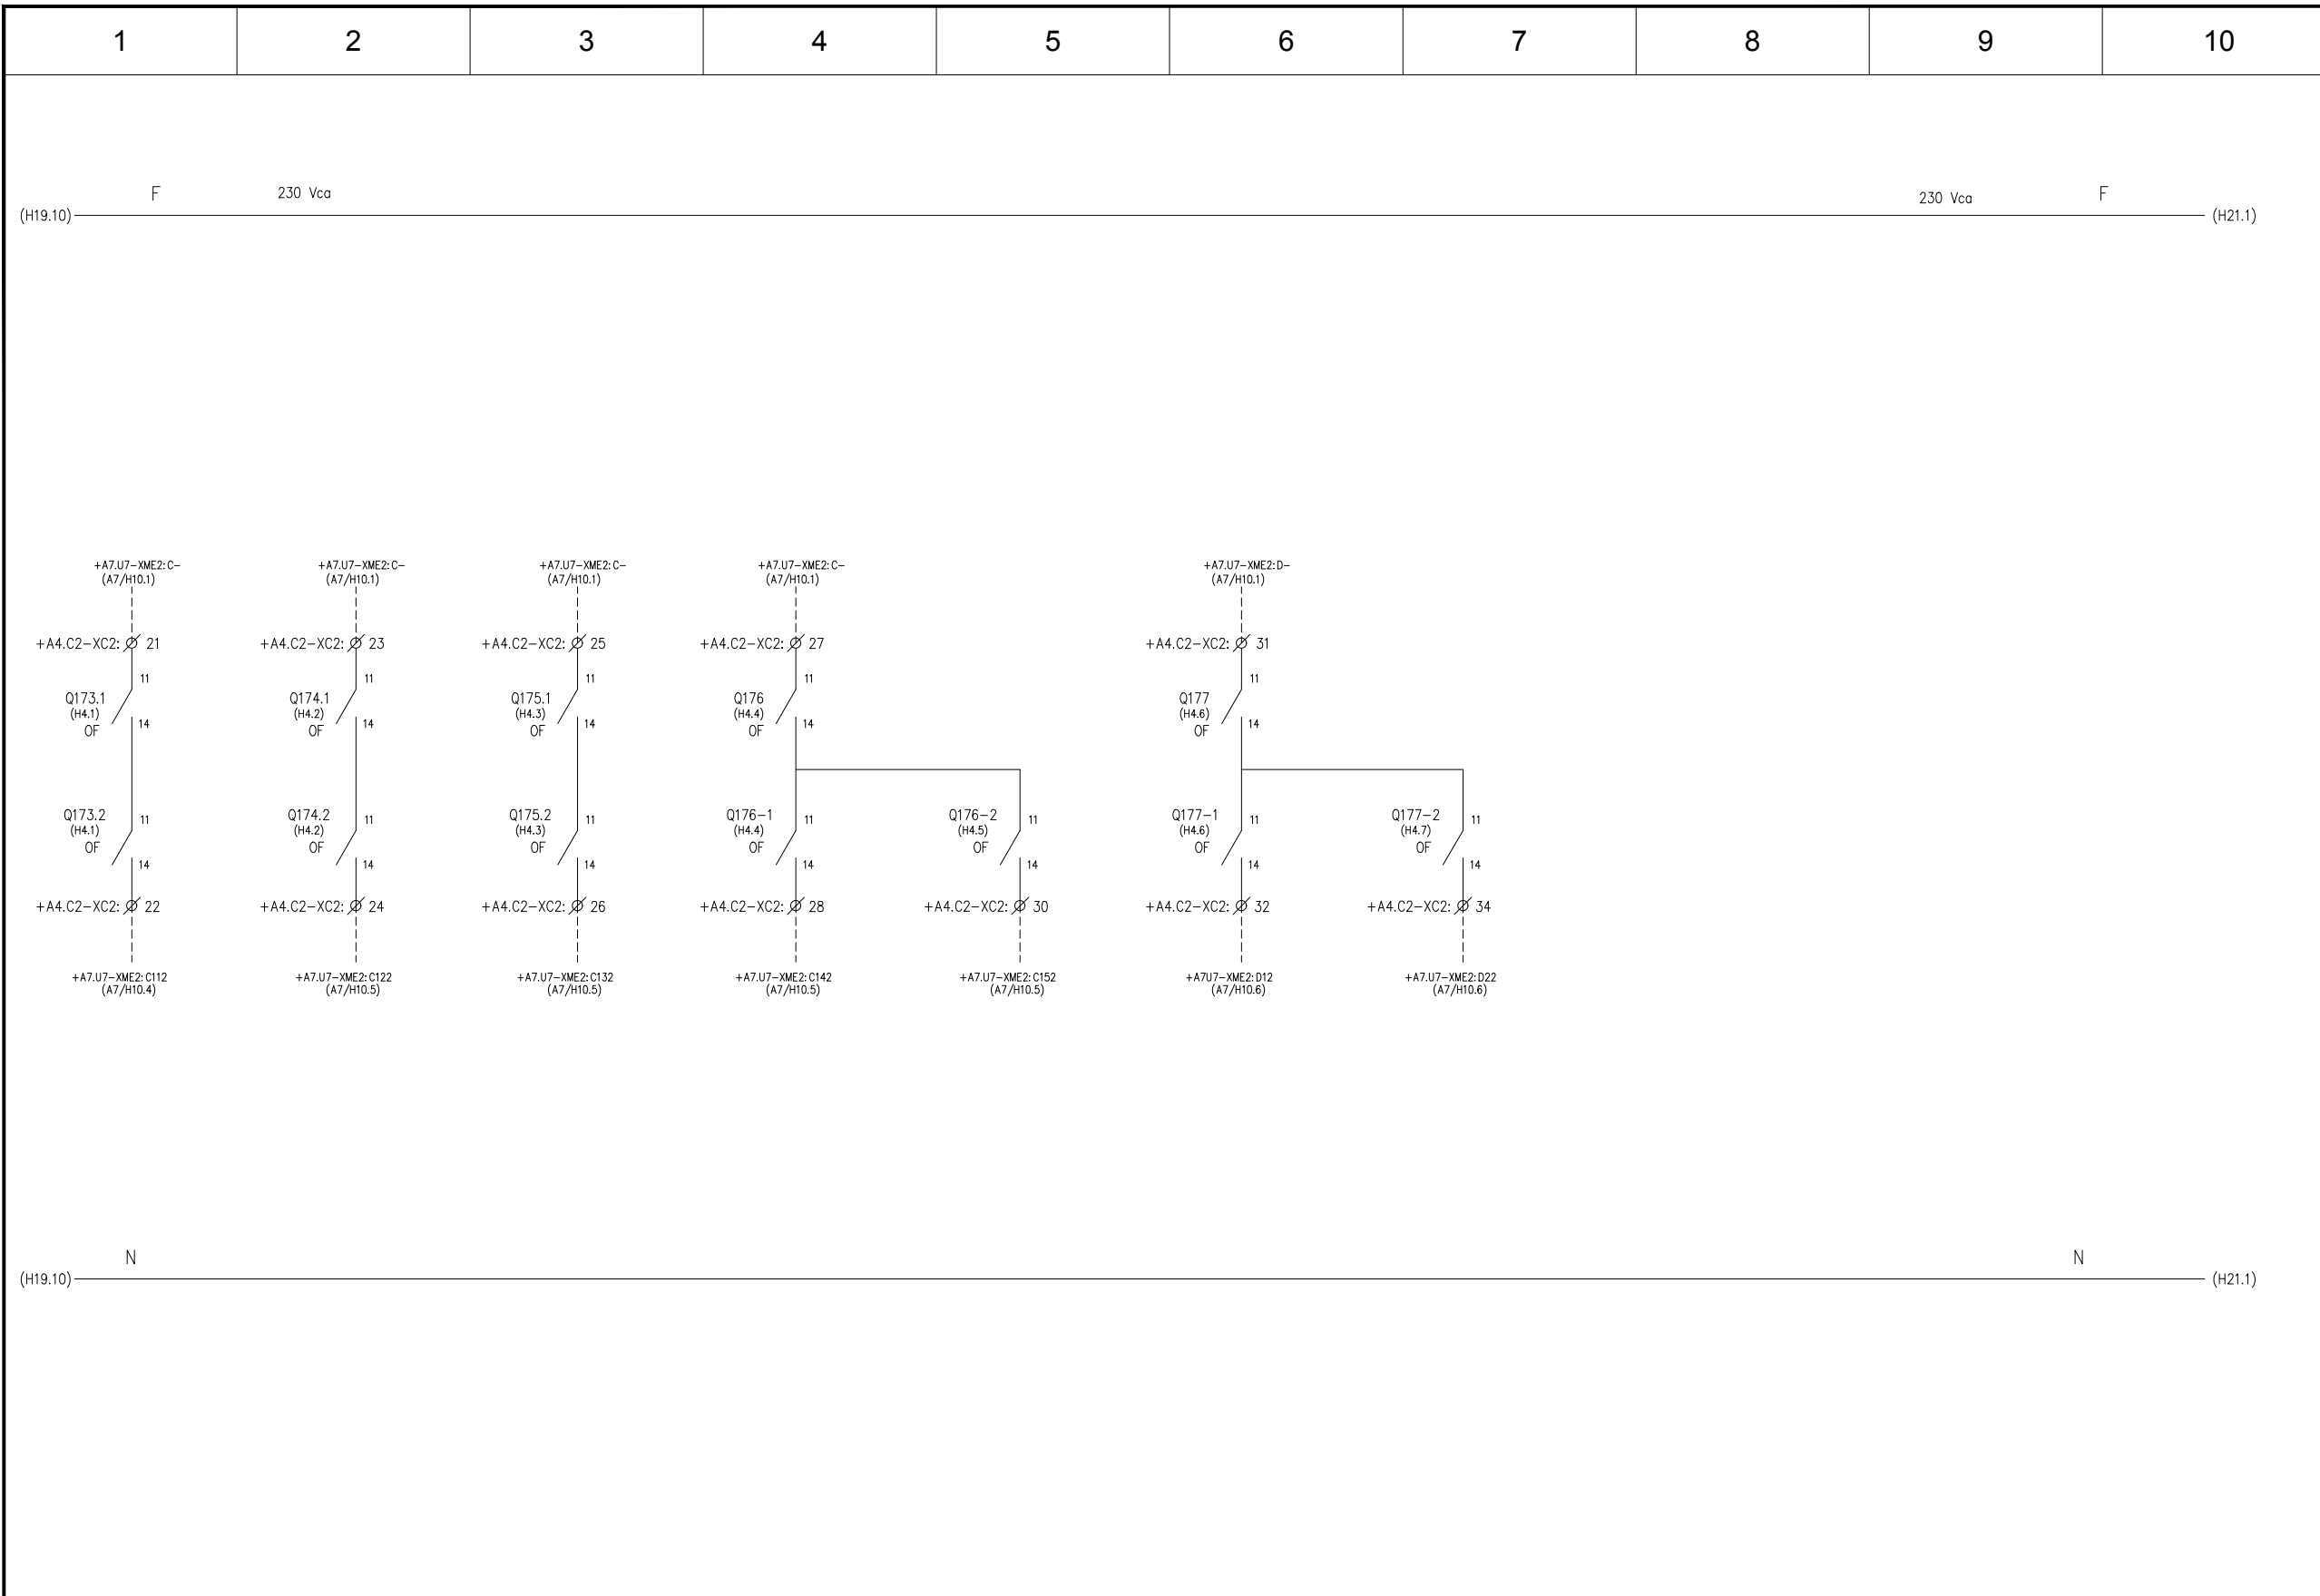 1 2 3 4 5 6 7 8 9 10
F 230 Vca 230 Vca F
(H19.10) (H21.1)
+A7.U7-XME2:C- +A7.U7-XME2:C- +A7.U7-XME2:C- +A7.U7-XME2:C- +A7.U7-XME2:D-
(A7/H10.1) (A7/H10.1) (A7/H10.1) (A7/H10.1) (A7/H10.1)
+A4.C2-XC2: 21 +A4.C2-XC2: 23 +A4.C2-XC2: 25 +A4.C2-XC2: 27 +A4.C2-XC2: 31
11 11 11 11 11
Q173.1 Q174.1 Q175.1 Q176 Q177
(H4.1) (H4.2) (H4.3) (H4.4) (H4.6)
14 14 14 14 14
OF OF OF OF OF
Q173.2 11 Q174.2 11 Q175.2 11 Q176-1 11 Q176-2 11 Q177-1 11 Q177-2 11
(H4.1) (H4.2) (H4.3) (H4.4) (H4.5) (H4.6) (H4.7)
OF OF OF OF OF OF OF
14 14 14 14 14 14 14
+A4.C2-XC2: 22 +A4.C2-XC2: 24 +A4.C2-XC2: 26 +A4.C2-XC2: 28 +A4.C2-XC2: 30 +A4.C2-XC2: 32 +A4.C2-XC2: 34
+A7.U7-XME2:C112 +A7.U7-XME2:C122 +A7.U7-XME2:C132 +A7.U7-XME2:C142 +A7.U7-XME2:C152 +A7U7-XME2:D12 +A7.U7-XME2:D22
(A7/H10.4) (A7/H10.5) (A7/H10.5) (A7/H10.5) (A7/H10.5) (A7/H10.6) (A7/H10.6)
N N
(H19.10) (H21.1)